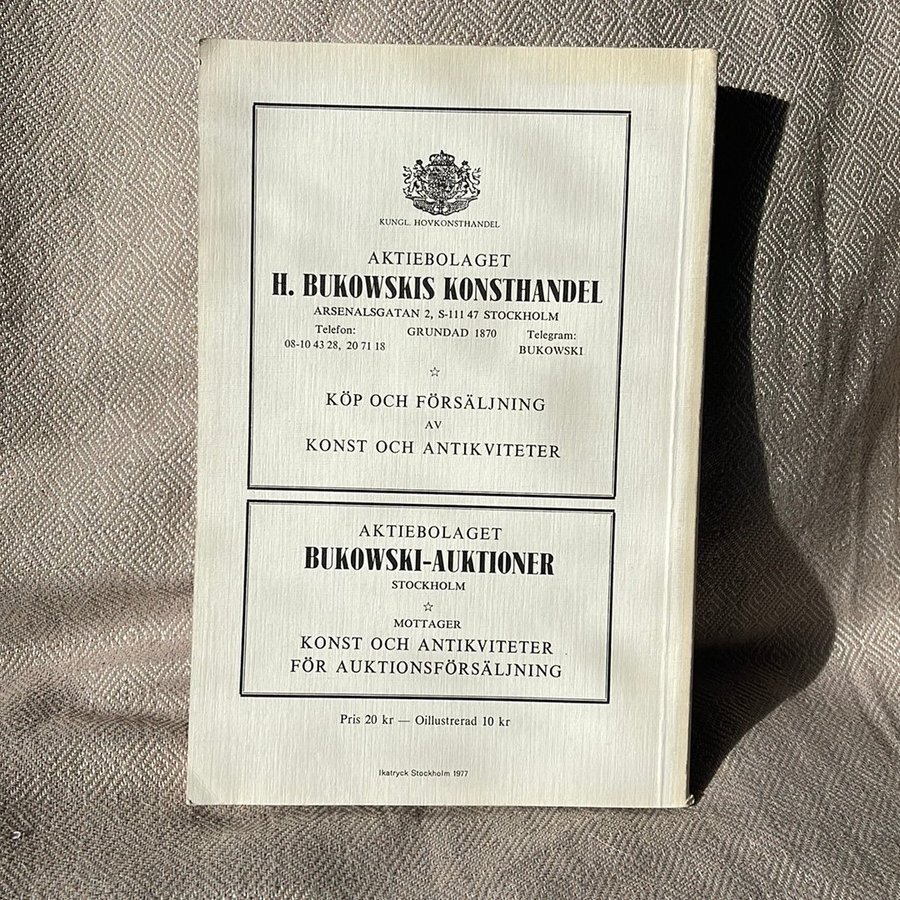 KUNGL. HOVKONSTHANDEL
AKTIEBOLAGET
H. BUKOWSKIS KONSTHANDEL
ARSENALSGATAN 2, S-111 47 STOCKHOLM
Telefon: GRUNDAD 1870 Telegram:
08-10 43 28, 20 71 18 BUKOWSKI
KÖP OCH FÖRSÄLJNING
AV
KONST OCH ANTIKVITETER
AKTIEBOLAGET
BUKOWSKI-AUKTIONER
STOCKHOLM
MOTTAGER
KONST OCH ANTIKVITETER
FÖR AUKTIONSFÖRSÄLJNING
Pris 20 kr — Oillustrerad 10 kr
Ikatryck Stockholm 1977